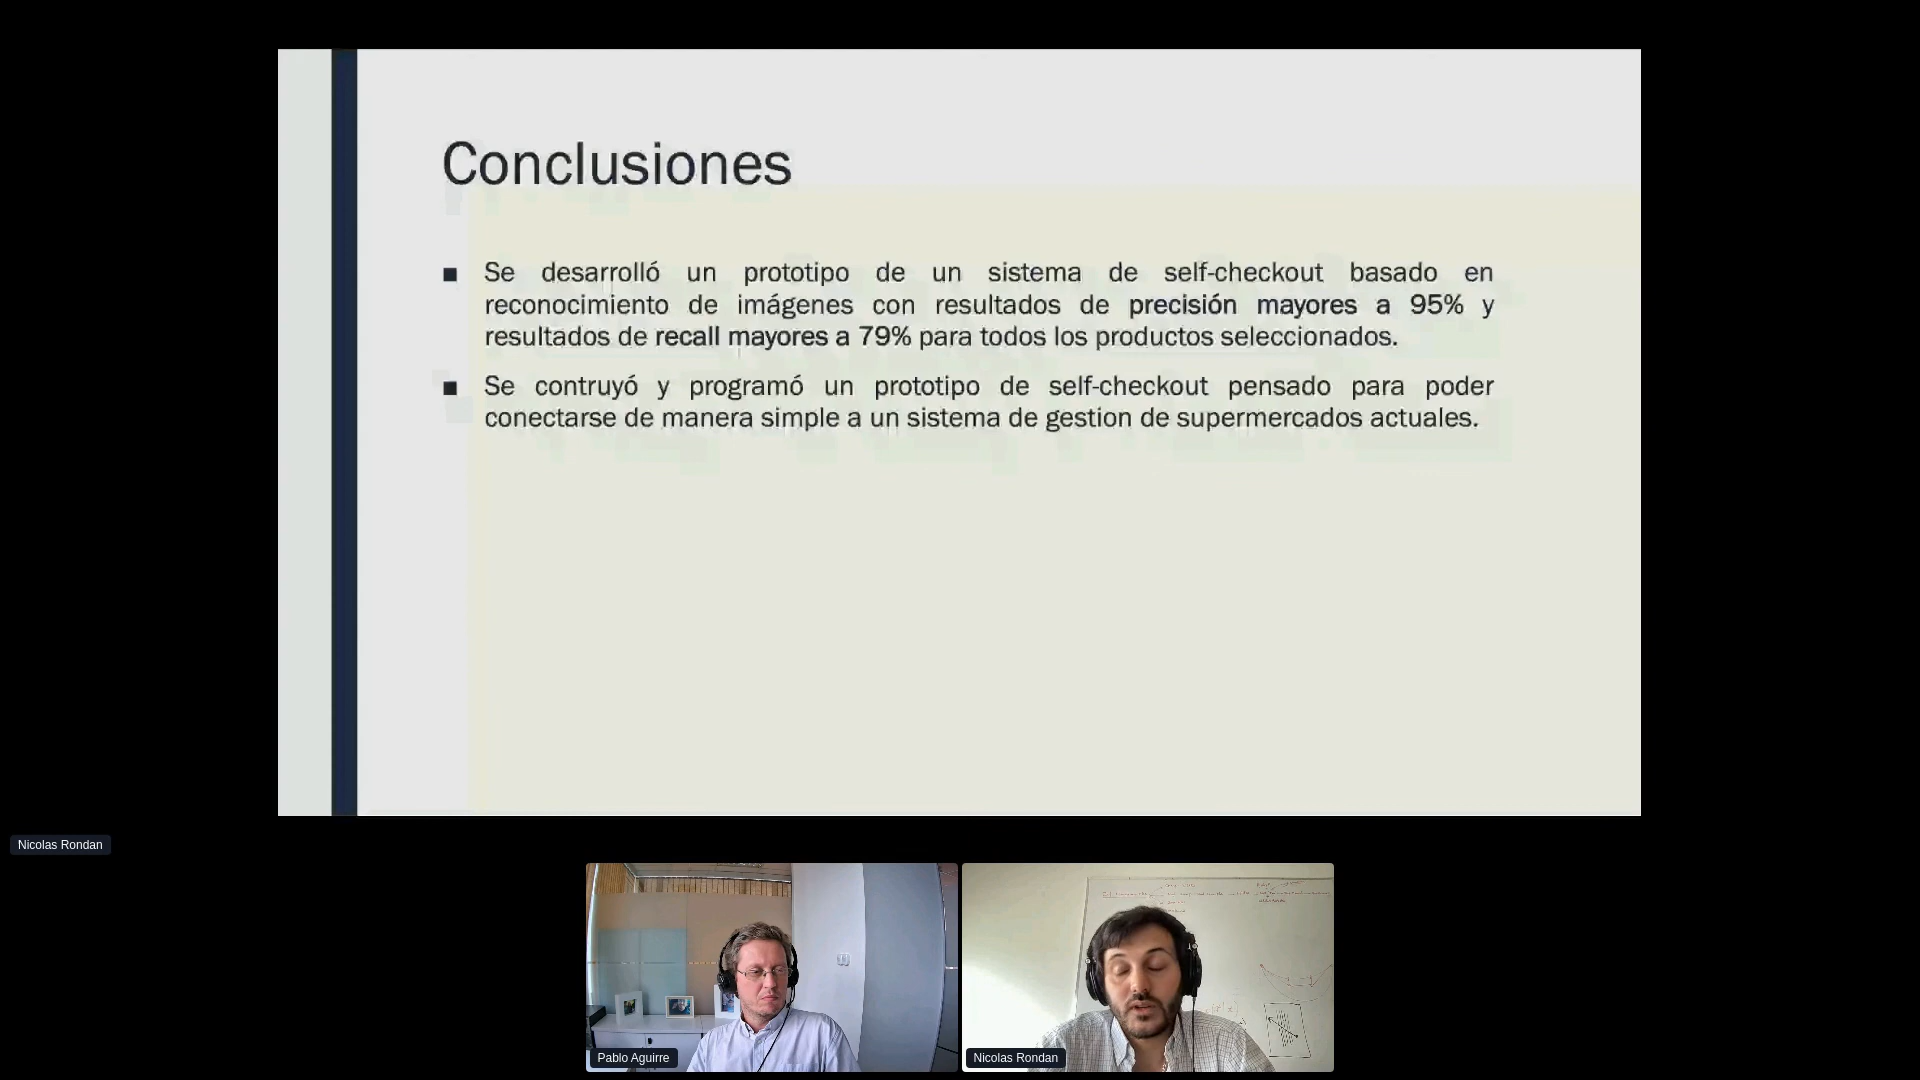 Conclusiones
■ Se desarrolló un prototipo de un sistema de self-checkout basado en
reconocimiento de imágenes con resultados de precisión mayores a 95% y
resultados de recall mayores a 79% para todos los productos seleccionados.
■ Se contruyó y programó un prototipo de self-checkout pensado para poder
conectarse de manera simple a un sistema de gestion de supermercados actuales.
Nicolas Rondan
Pablo Aguirre
Nicolas Rondan